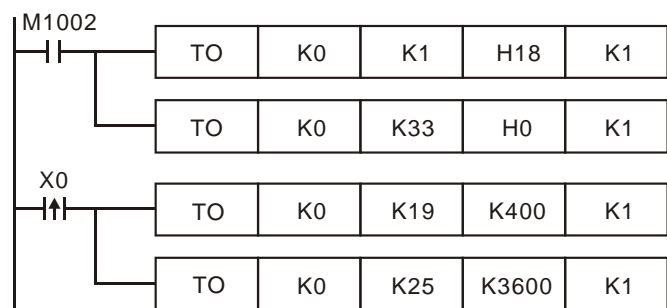 M1002
TO K0 K1 H18 K1
TO K0 K33 H0 K1
X0
TO K0 K19 K400 K1
TO K0 K25 K3600 K1